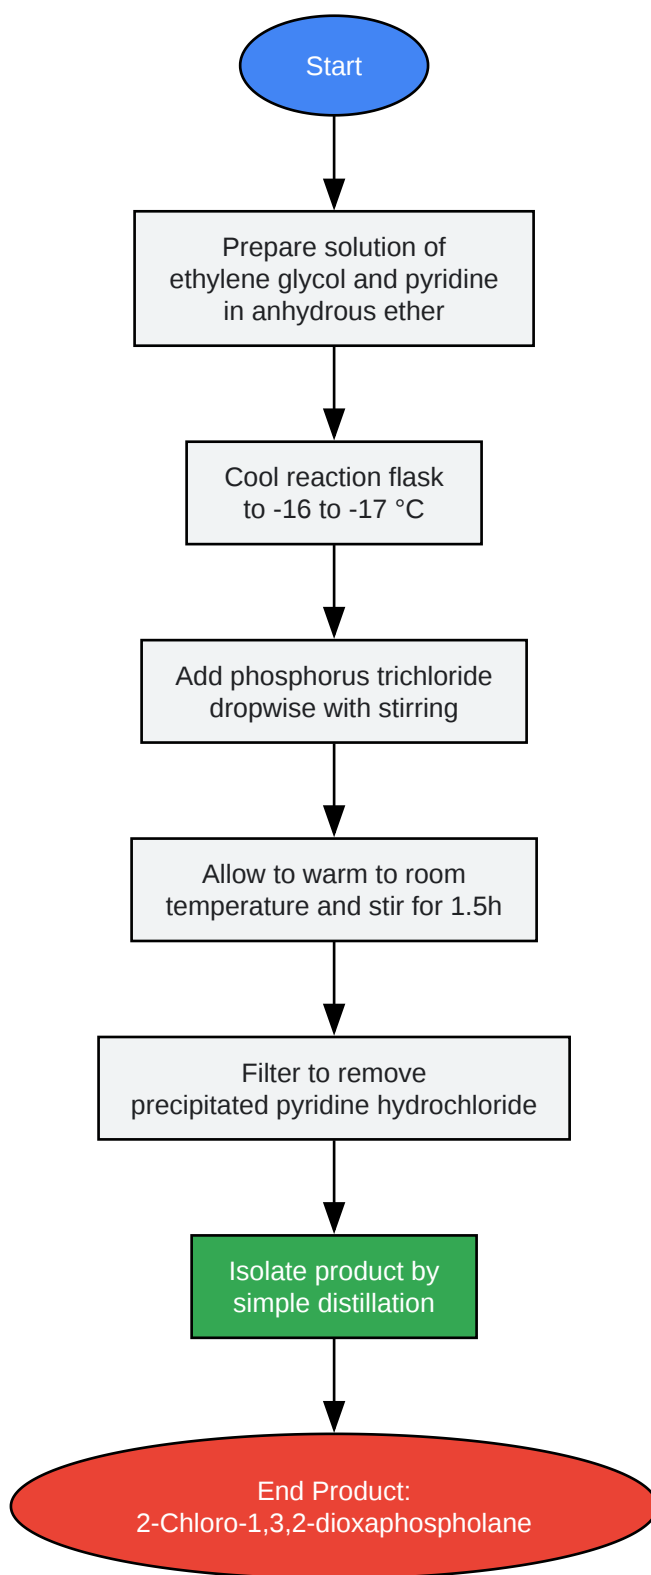 Start
Prepare solution of
ethylene glycol and pyridine
in anhydrous ether
Cool reaction flask
to -16 to -17 °C
Add phosphorus trichloride
dropwise with stirring
Allow to warm to room
temperature and stir for 1.5h
Filter to remove
precipitated pyridine hydrochloride
Isolate product by
simple distillation
End Product:
2-Chloro-1,3,2-dioxaphospholane